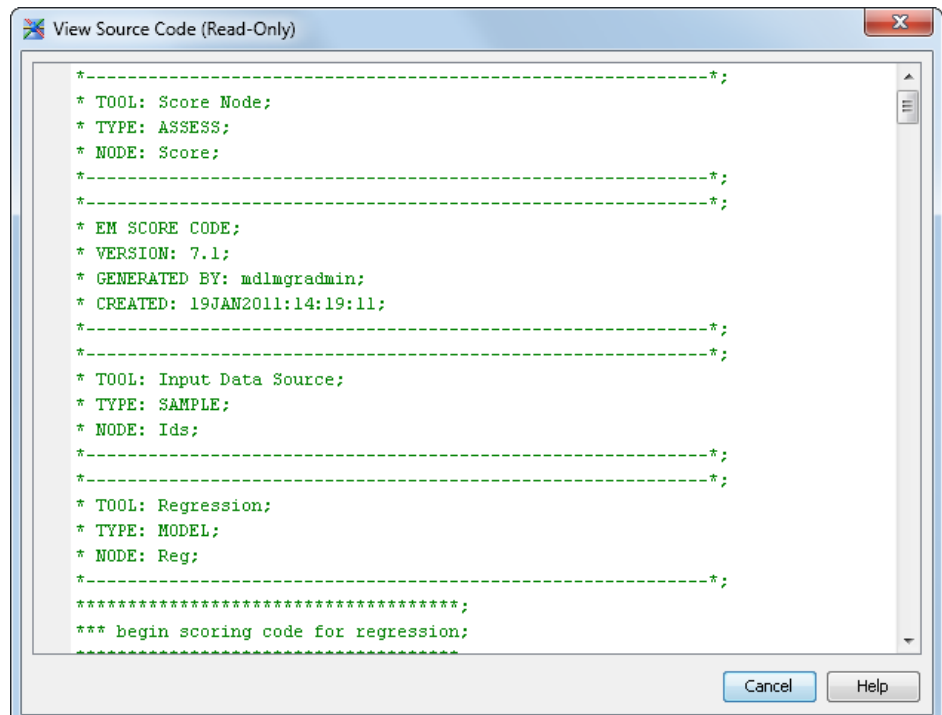 View Source Code (Read-Only)
*------------------------------------------------------------*;
* TOOL: Score Node;
* TYPE: ASSESS;
* NODE: Score;
*------------------------------------------------------------*;
*------------------------------------------------------------*;
* EM SCORE CODE;
* VERSION: 7.1;
* GENERATED BY: mdlmgradmin;
* CREATED: 19JAN2011:14:19:11;
*------------------------------------------------------------*;
*------------------------------------------------------------*;
* TOOL: Input Data Source;
* TYPE: SAMPLE;
* NODE: Ids;
*------------------------------------------------------------*;
*------------------------------------------------------------*;
* TOOL: Regression;
* TYPE: MODEL;
* NODE: Reg;
*------------------------------------------------------------*;
*************************************;
*** begin scoring code for regression;
*************************************
Cancel Help